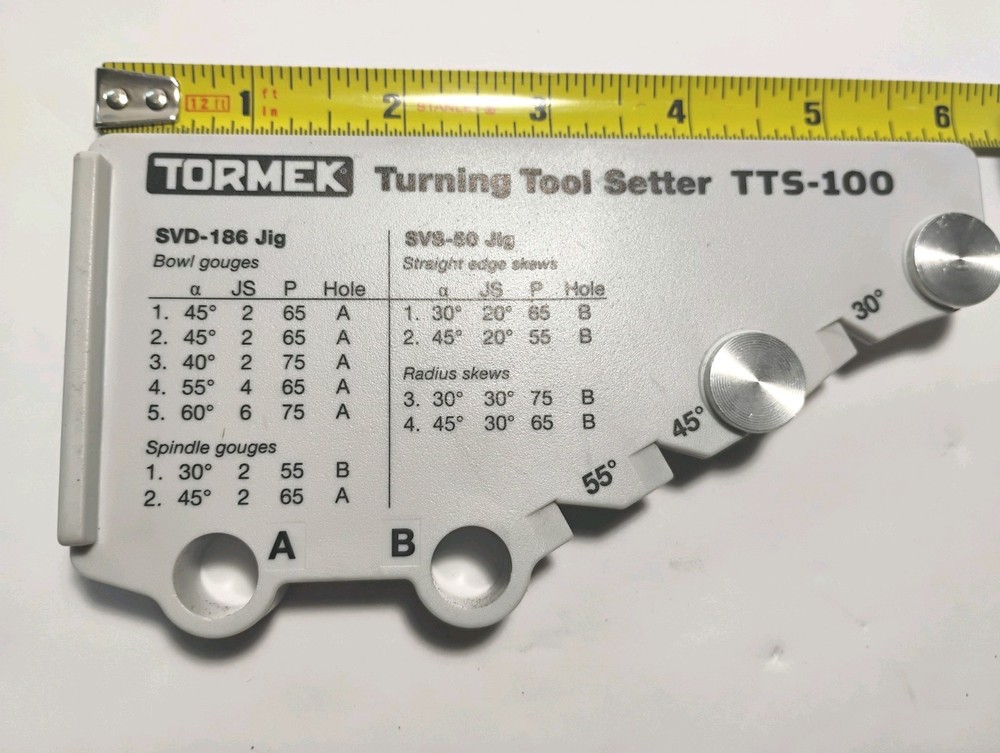 12 ft 1 ft in 2 STANLEY 3 4 5 6
TORMEK Turning Tool Setter TTS-100
SVD-186 Jig
Bowl gouges
α JS P Hole
1. 45° 2 65 A
2. 45° 2 65 A
3. 40° 2 75 A
4. 55° 4 65 A
5. 60° 6 75 A
Spindle gouges
1. 30° 2 55 B
2. 45° 2 65 A
SVS-50 Jig
Straight edge skews
α JS P Hole
1. 30° 20° 65 B
2. 45° 20° 55 B
Radius skews
3. 30° 30° 75 B
4. 45° 30° 65 B
30°
45°
55°
A B